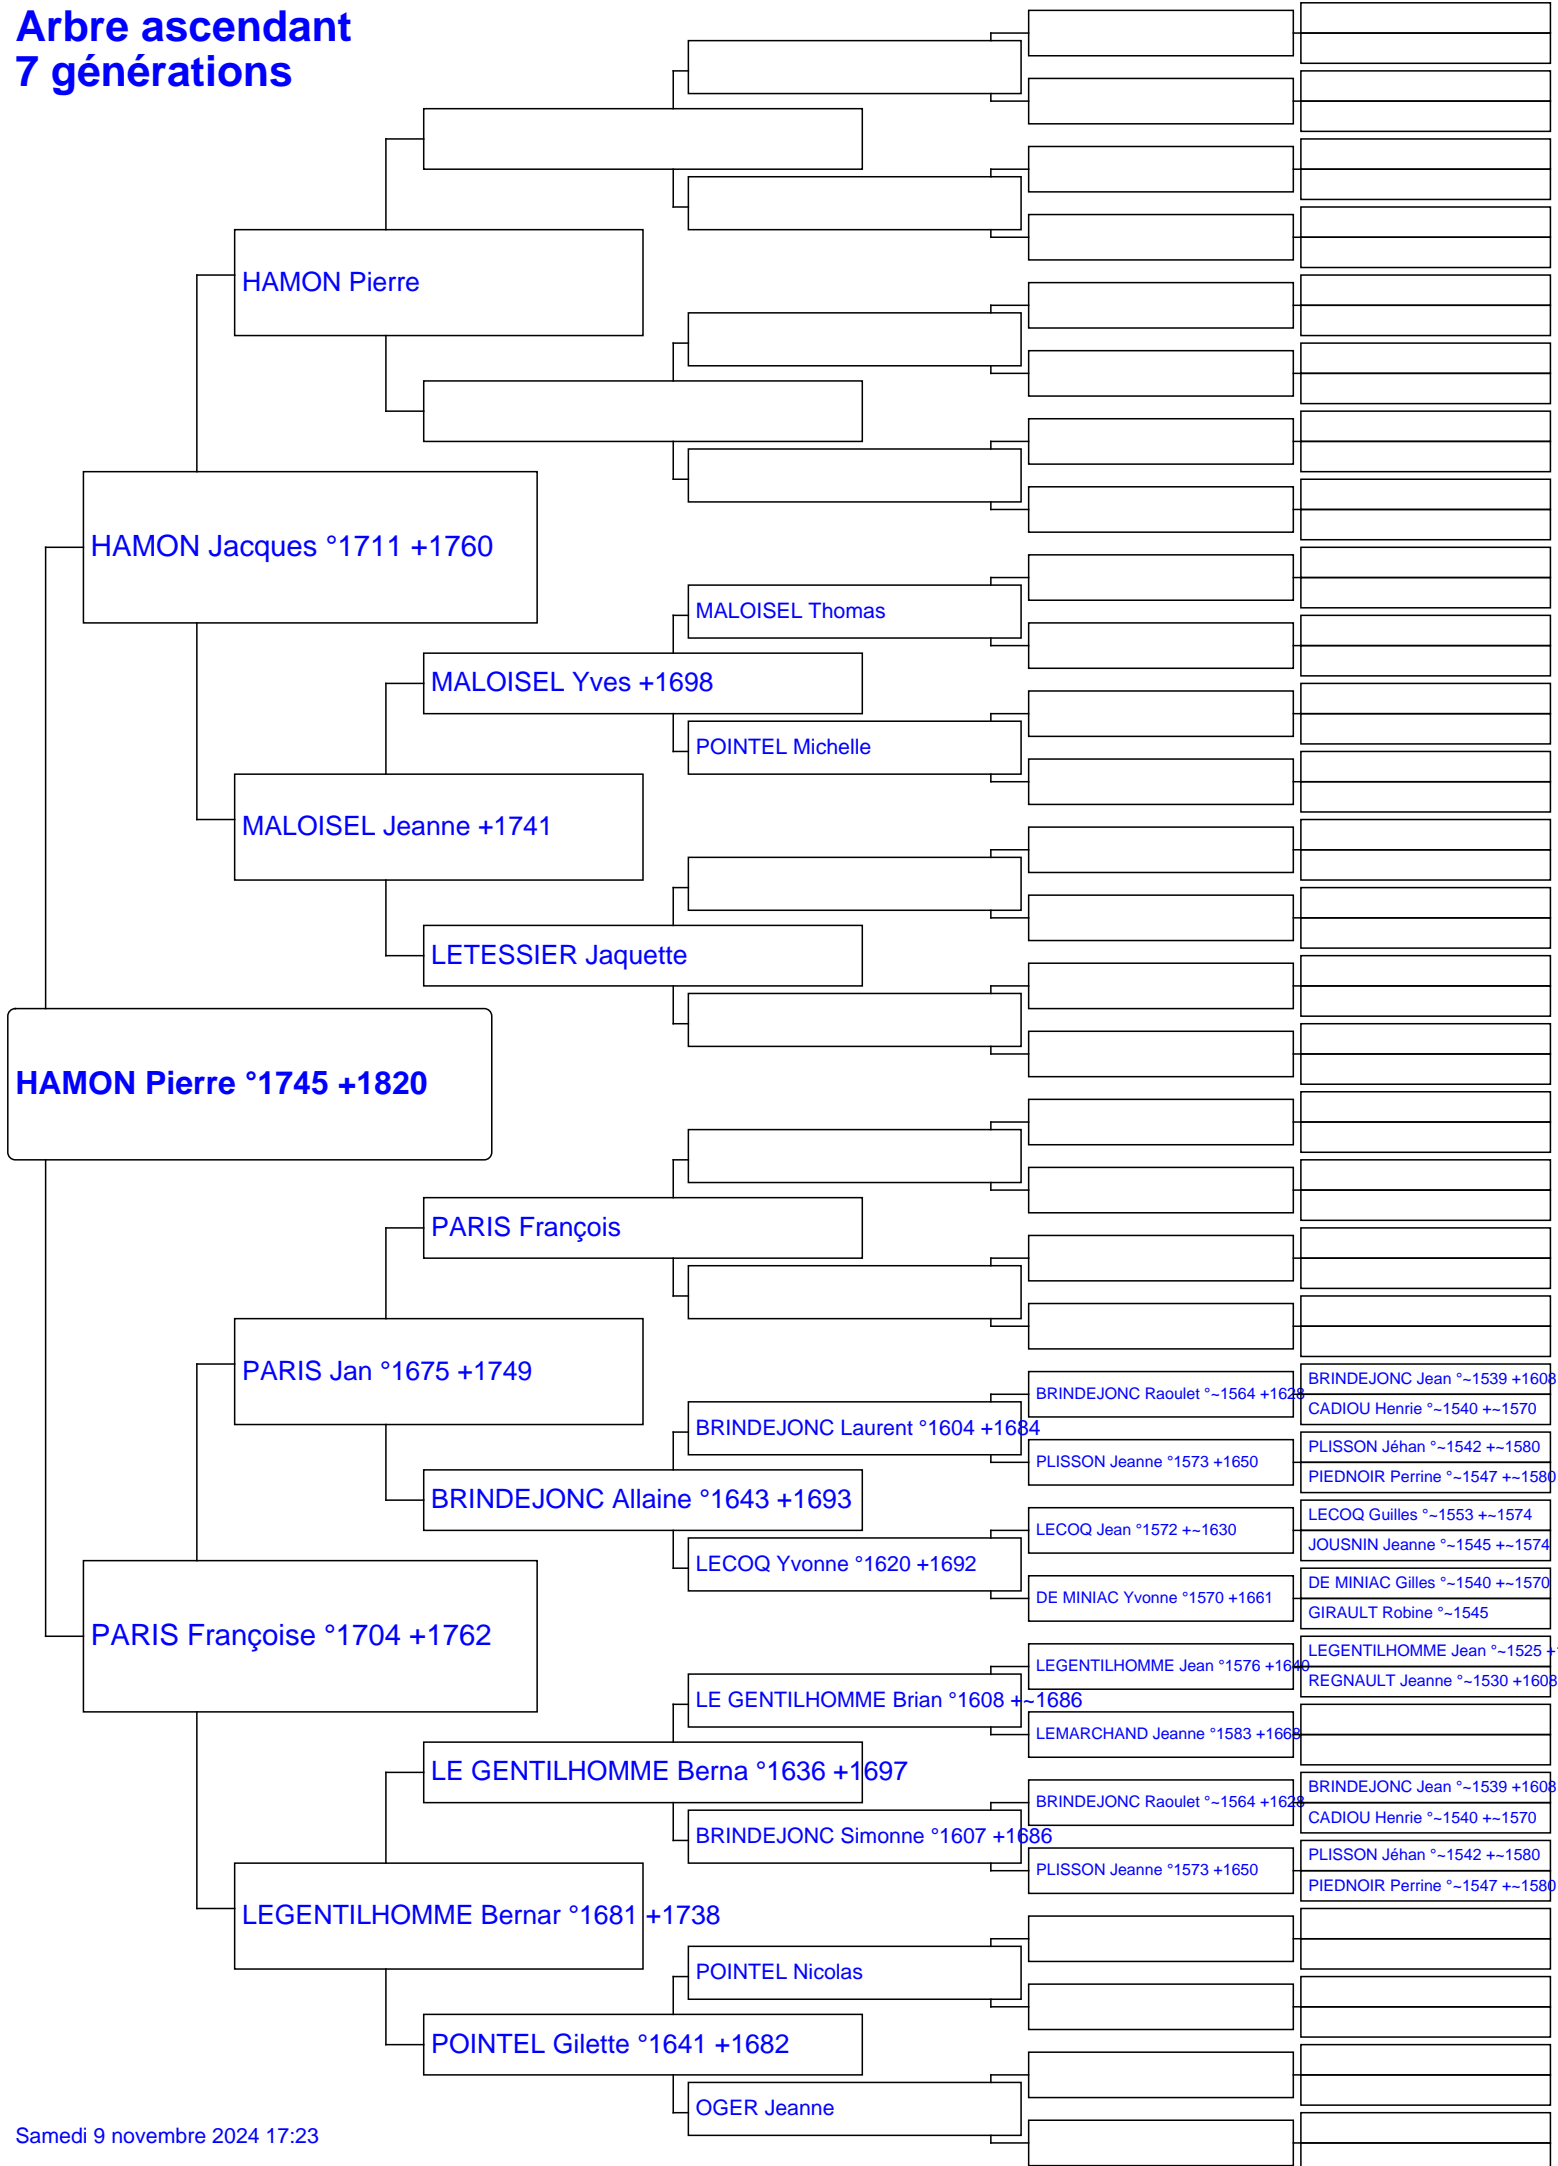 Arbre ascendant
7 générations
HAMON Pierre
HAMON Jacques °1711 +1760
MALOISEL Thomas
MALOISEL Yves +1698
POINTEL Michelle
MALOISEL Jeanne +1741
LETESSIER Jaquette
HAMON Pierre °1745 +1820
PARIS François
PARIS Jan °1675 +1749
BRINDEJONC Jean °~1539 +1608
BRINDEJONC Raoulet °~1564 +1628
CADIOU Henrie °~1540 +~1570
BRINDEJONC Laurent °1604 +1684
PLISSON Jéhan °~1542 +~1580
PLISSON Jeanne °1573 +1650
PIEDNOIR Perrine °~1547 +~1580
BRINDEJONC Allaine °1643 +1693
LECOQ Guilles °~1553 +~1574
LECOQ Jean °1572 +~1630
JOUSNIN Jeanne °~1545 +~1574
LECOQ Yvonne °1620 +1692
DE MINIAC Gilles °~1540 +~1570
DE MINIAC Yvonne °1570 +1661
GIRAULT Robine °~1545
PARIS Françoise °1704 +1762
LEGENTILHOMME Jean °~1525
LEGENTILHOMME Jean °1576 +1640
REGNAULT Jeanne °~1530 +1608
LE GENTILHOMME Brian °1608 +~1686
LEMARCHAND Jeanne °1583 +1668
LE GENTILHOMME Berna °1636 +1697
BRINDEJONC Jean °~1539 +1608
BRINDEJONC Raoulet °~1564 +1628
CADIOU Henrie °~1540 +~1570
BRINDEJONC Simonne °1607 +1686
PLISSON Jéhan °~1542 +~1580
PLISSON Jeanne °1573 +1650
PIEDNOIR Perrine °~1547 +~1580
LEGENTILHOMME Bernar °1681 +1738
POINTEL Nicolas
POINTEL Gilette °1641 +1682
OGER Jeanne
Samedi 9 novembre 2024 17:23